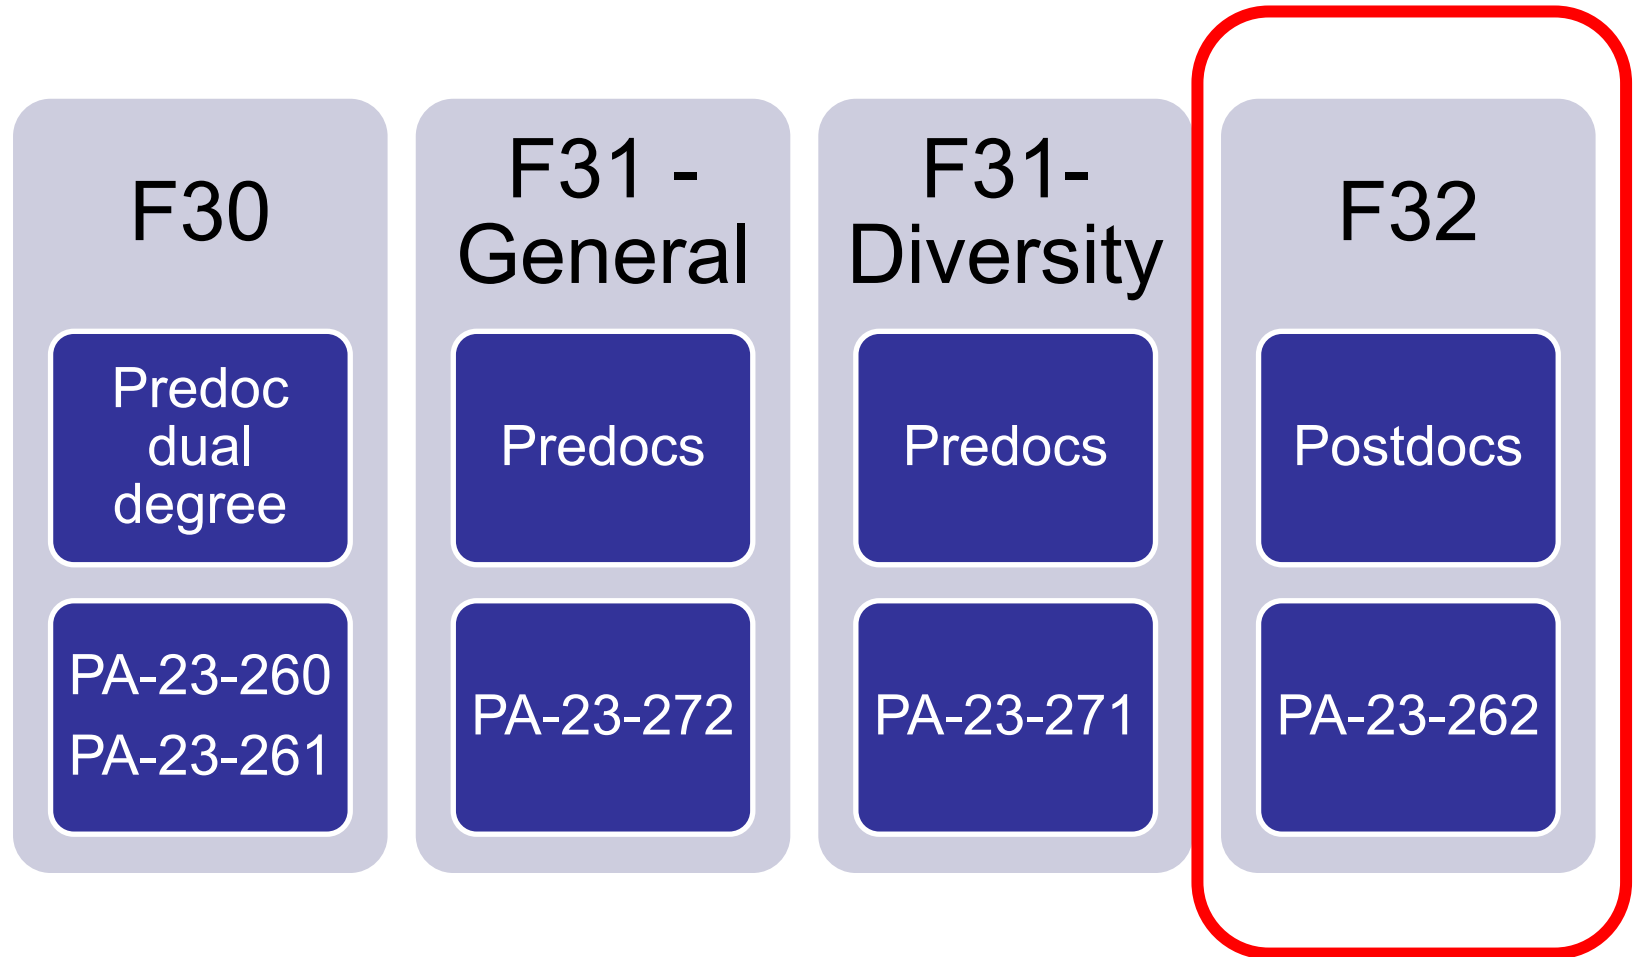 F30
Predoc
dual
degree
PA-23-260
PA-23-261
F31 -
General
Predocs
PA-23-272
F31-
Diversity
Predocs
PA-23-271
F32
Postdocs
PA-23-262